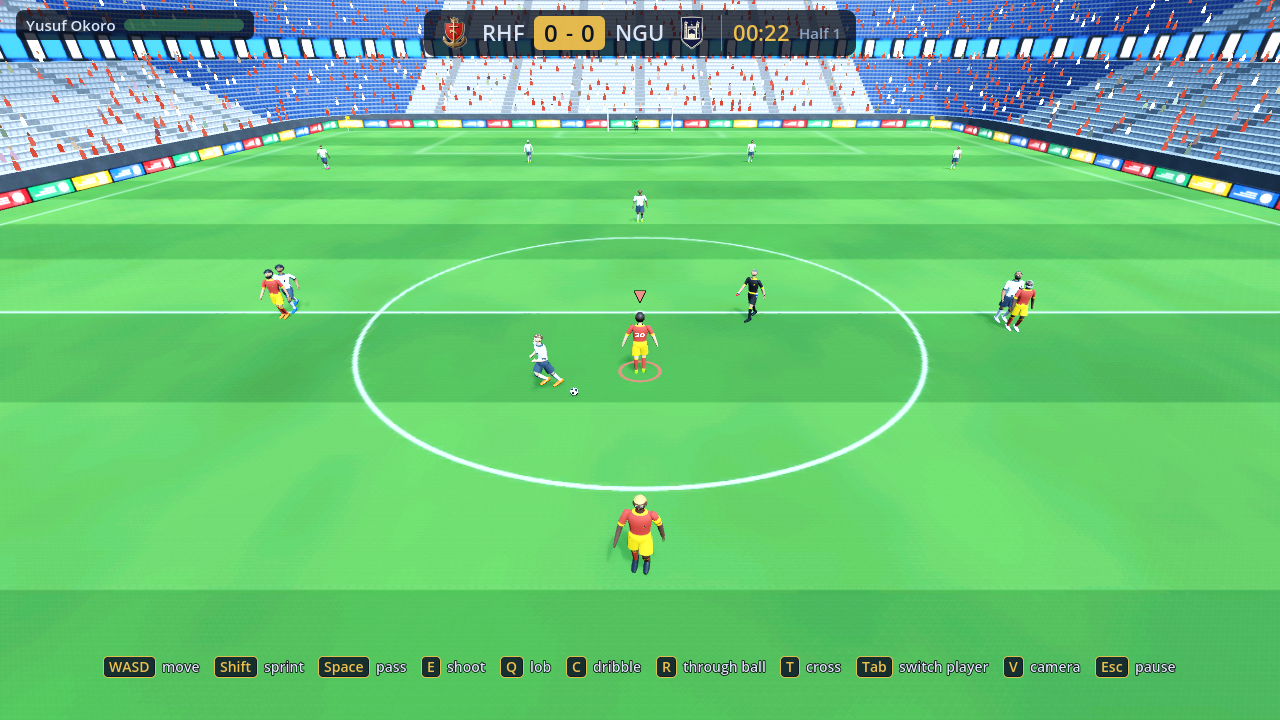 Yusuf Okoro
RHF 0 - 0 NGU 00:22 Half 1
20
WASD move Shift sprint Space pass E shoot Q lob C dribble R through ball T cross Tab switch player V camera Esc pause